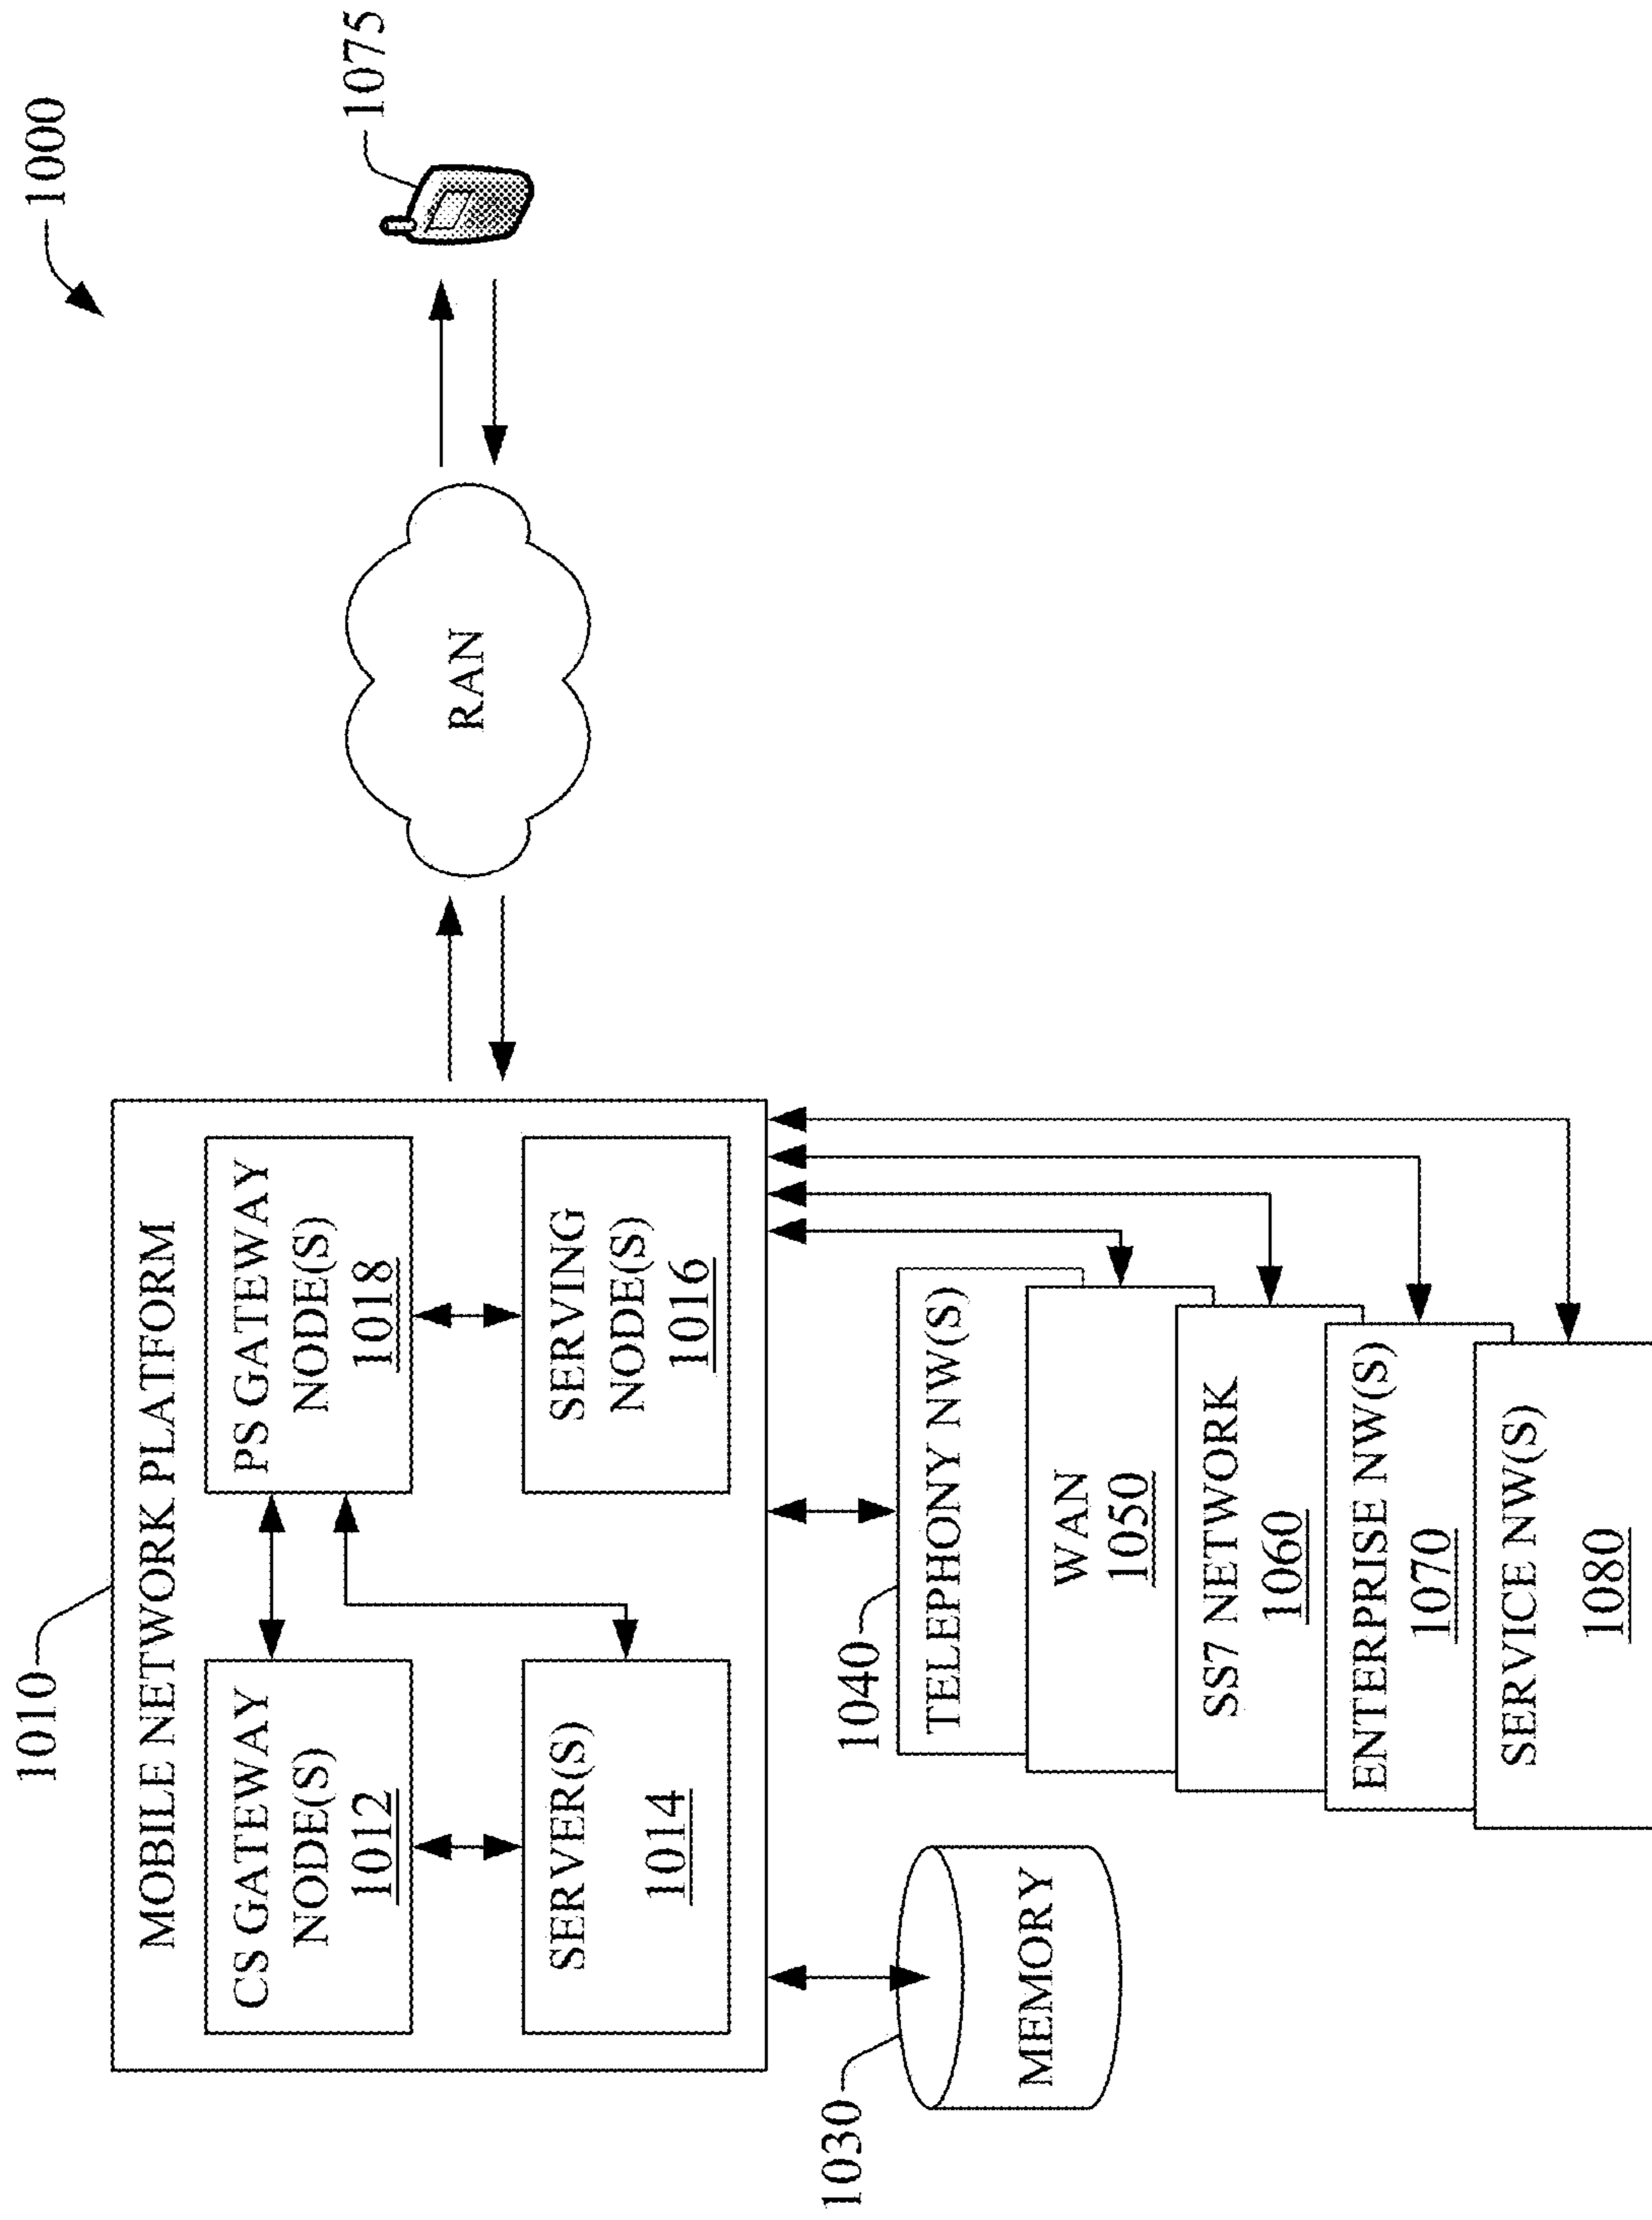 1000
1010
MOBILE NETWORK PLATFORM
CS GATEWAY
NODE(S)
1012
PS GATEWAY
NODE(S)
1018
SERVER(S)
1014
SERVING
NODE(S)
1016
RAN
1075
1030
MEMORY
1040
TELEPHONY NW(S)
WAN
1050
SS7 NETWORK
1060
ENTERPRISE NW(S)
1070
SERVICE NW(S)
1080